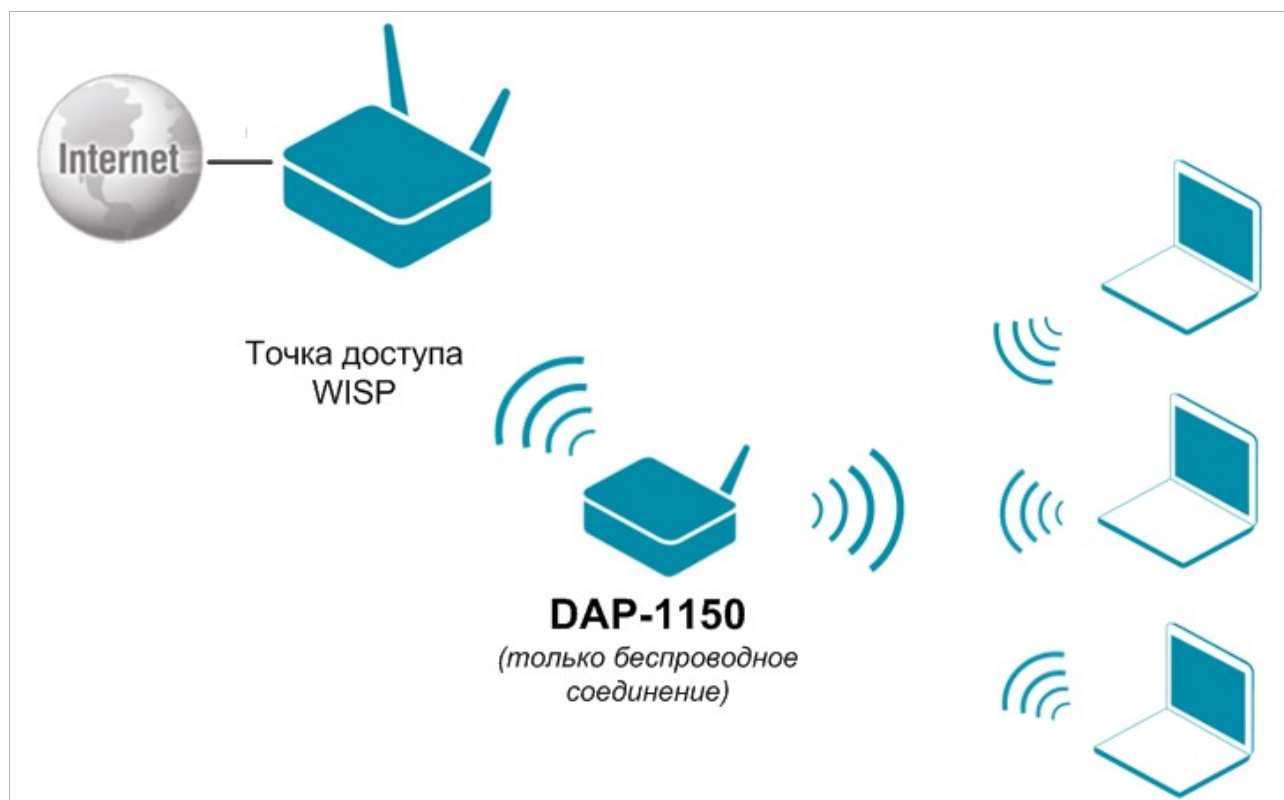 Internet
Точка доступа
WISP
DAP-1150
(только беспроводное
соединение)